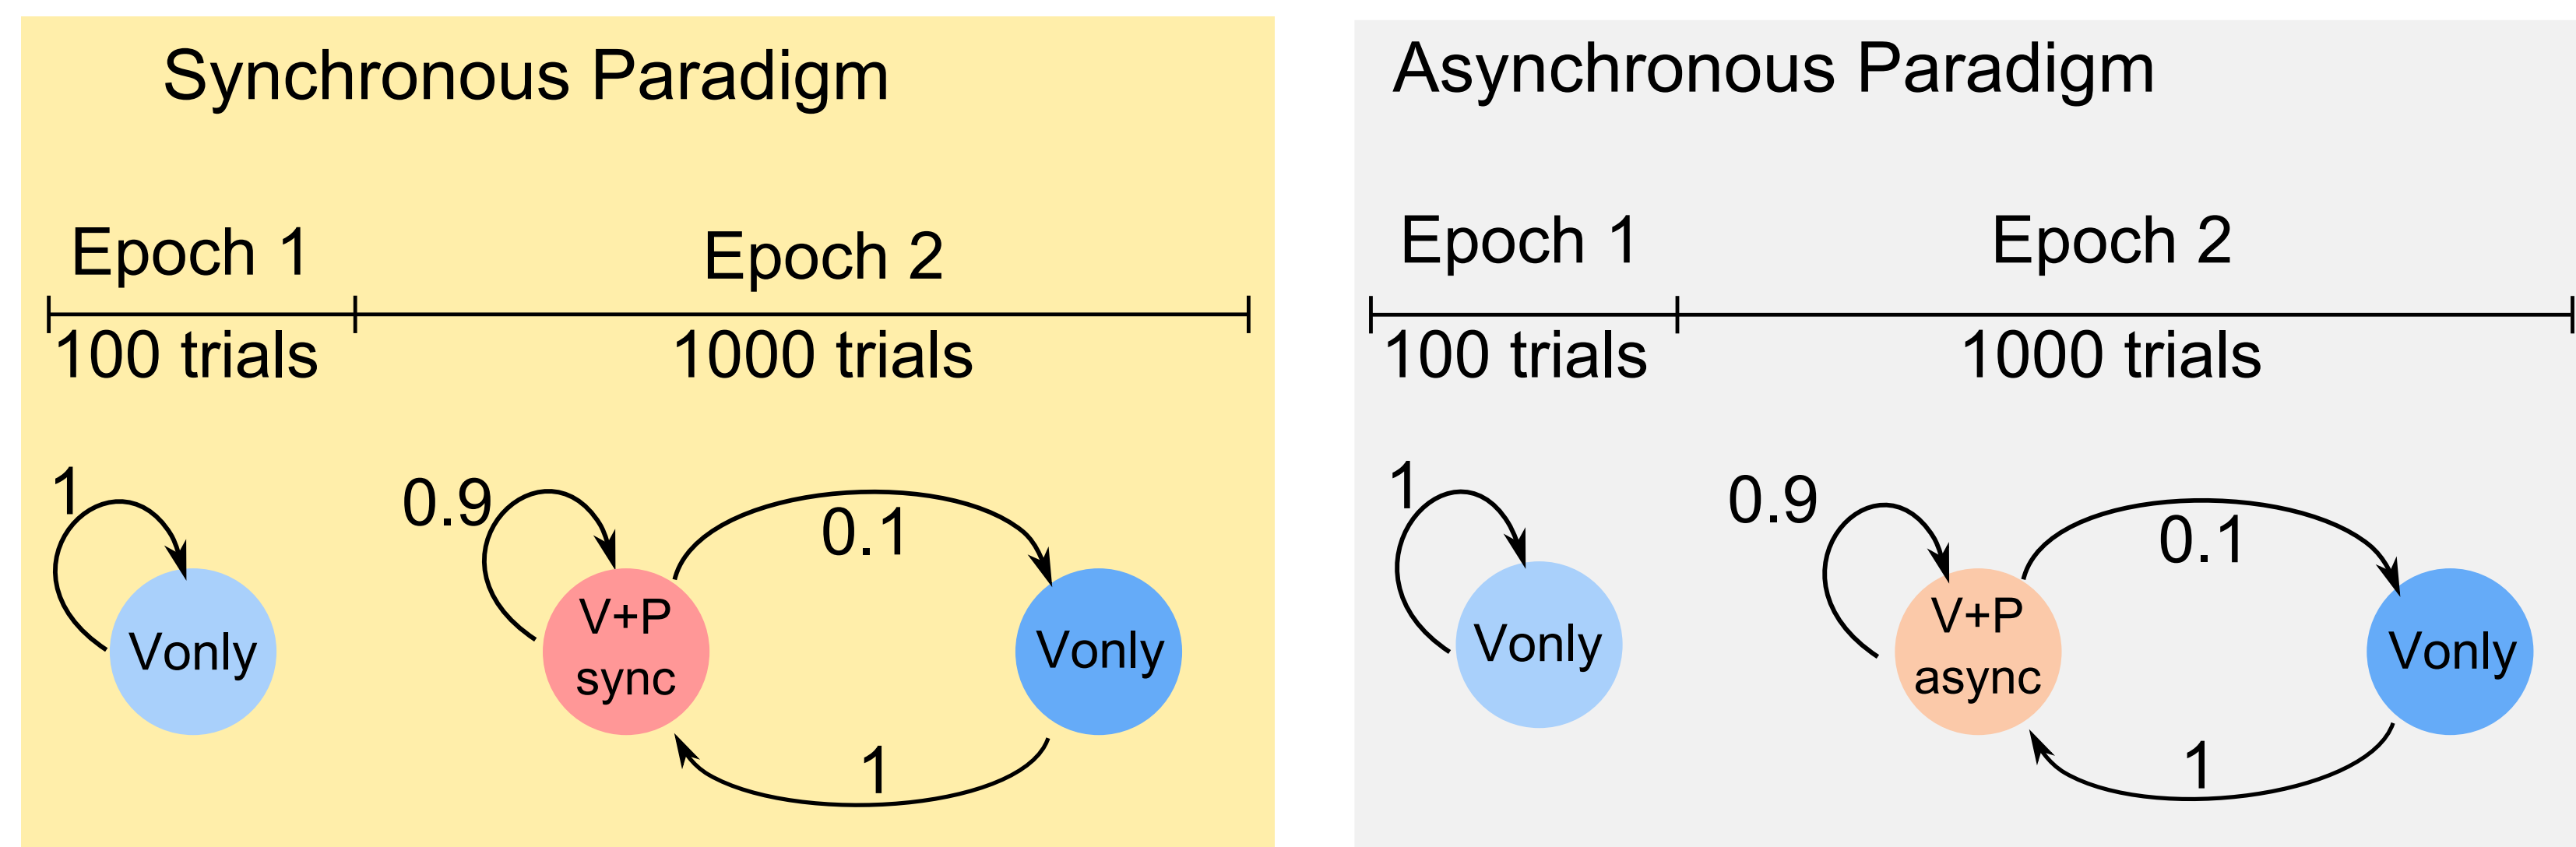 Synchronous Paradigm
Epoch 1
Epoch 2
100 trials
1000 trials
1
0.9
0.1
Vonly
V+P
sync
Vonly
1
Asynchronous Paradigm
Epoch 1
Epoch 2
100 trials
1000 trials
1
0.9
0.1
Vonly
V+P
async
Vonly
1